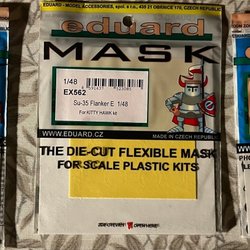 EDUARD - MODEL ACCESSORIES, spol. s r.o., 435 21 OBRNICE 170, CZECH REPUBLIC
eduard
MASK
1/48
EX562
Su-35 Flanker E 1/48
For KITTY HAWK kit
WWW.EDUARD.CZ
MADE IN CZECH REPUBLIC
THE DIE-CUT FLEXIBLE MASK
FOR SCALE PLASTIC KITS
OPEN HERE!